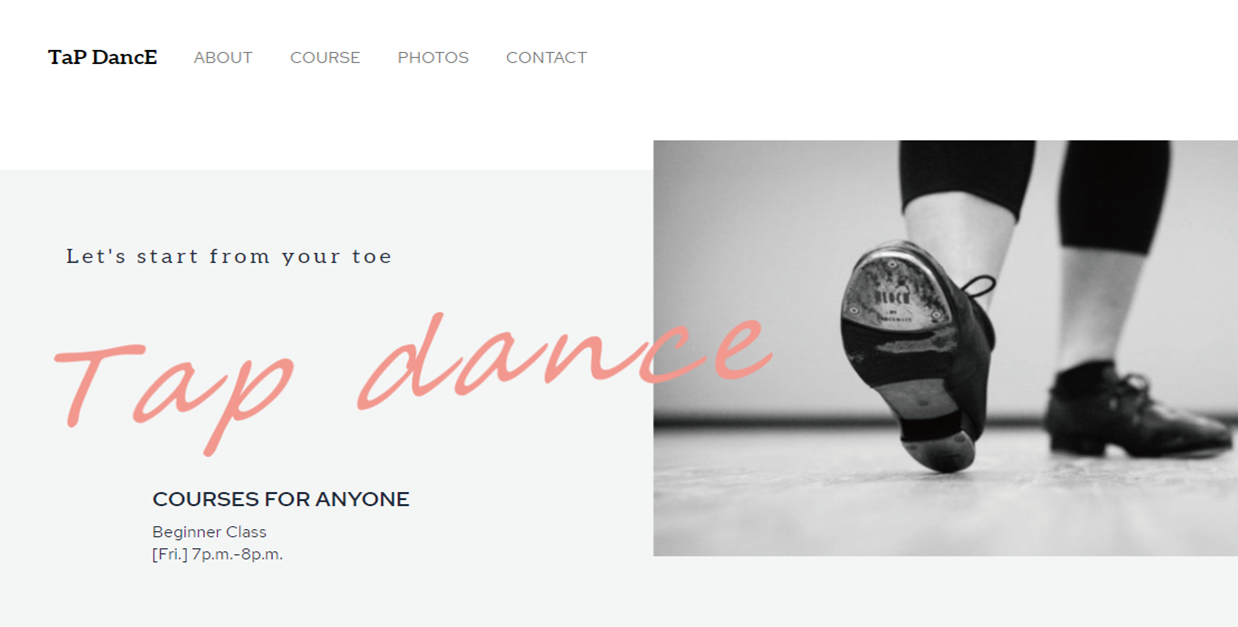 TaP DancE ABOUT COURSE PHOTOS CONTACT
Let's start from your toe
Tap dance
BLOCH
COURSES FOR ANYONE
Beginner Class
[Fri.] 7p.m.-8p.m.